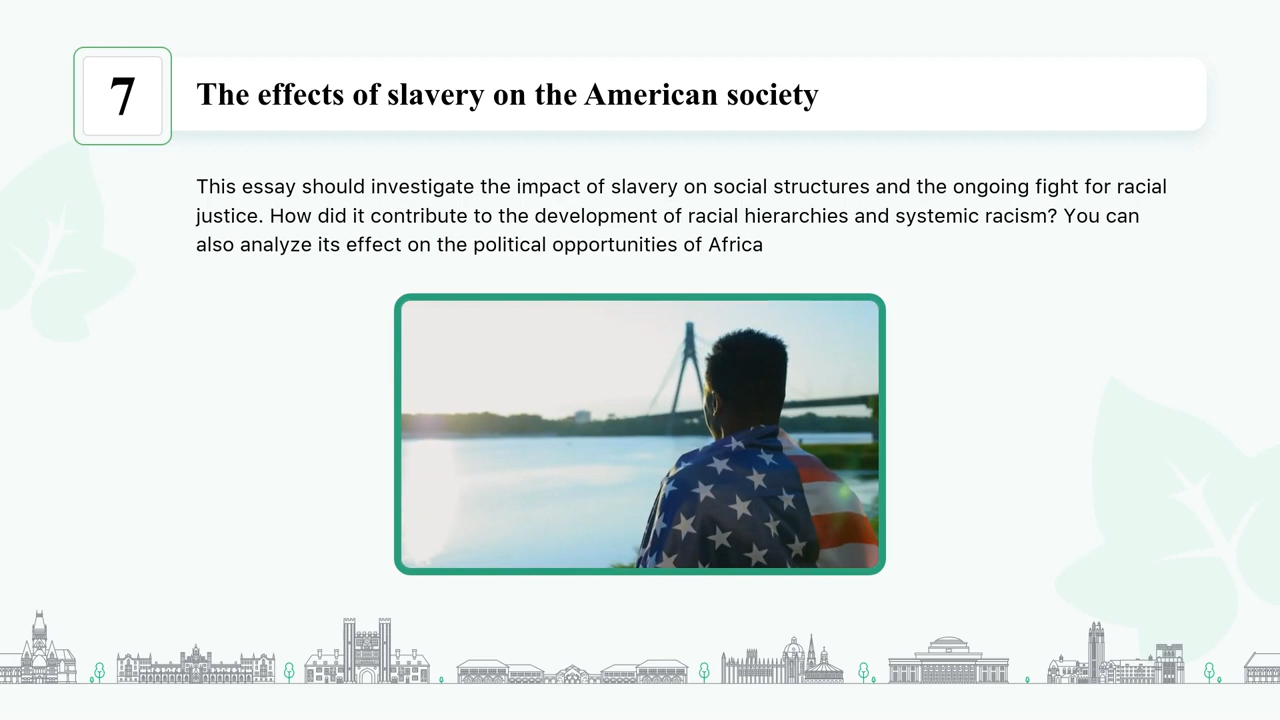 7
The effects of slavery on the American society
This essay should investigate the impact of slavery on social structures and the ongoing fight for racial
justice. How did it contribute to the development of racial hierarchies and systemic racism? You can
also analyze its effect on the political opportunities of Africa